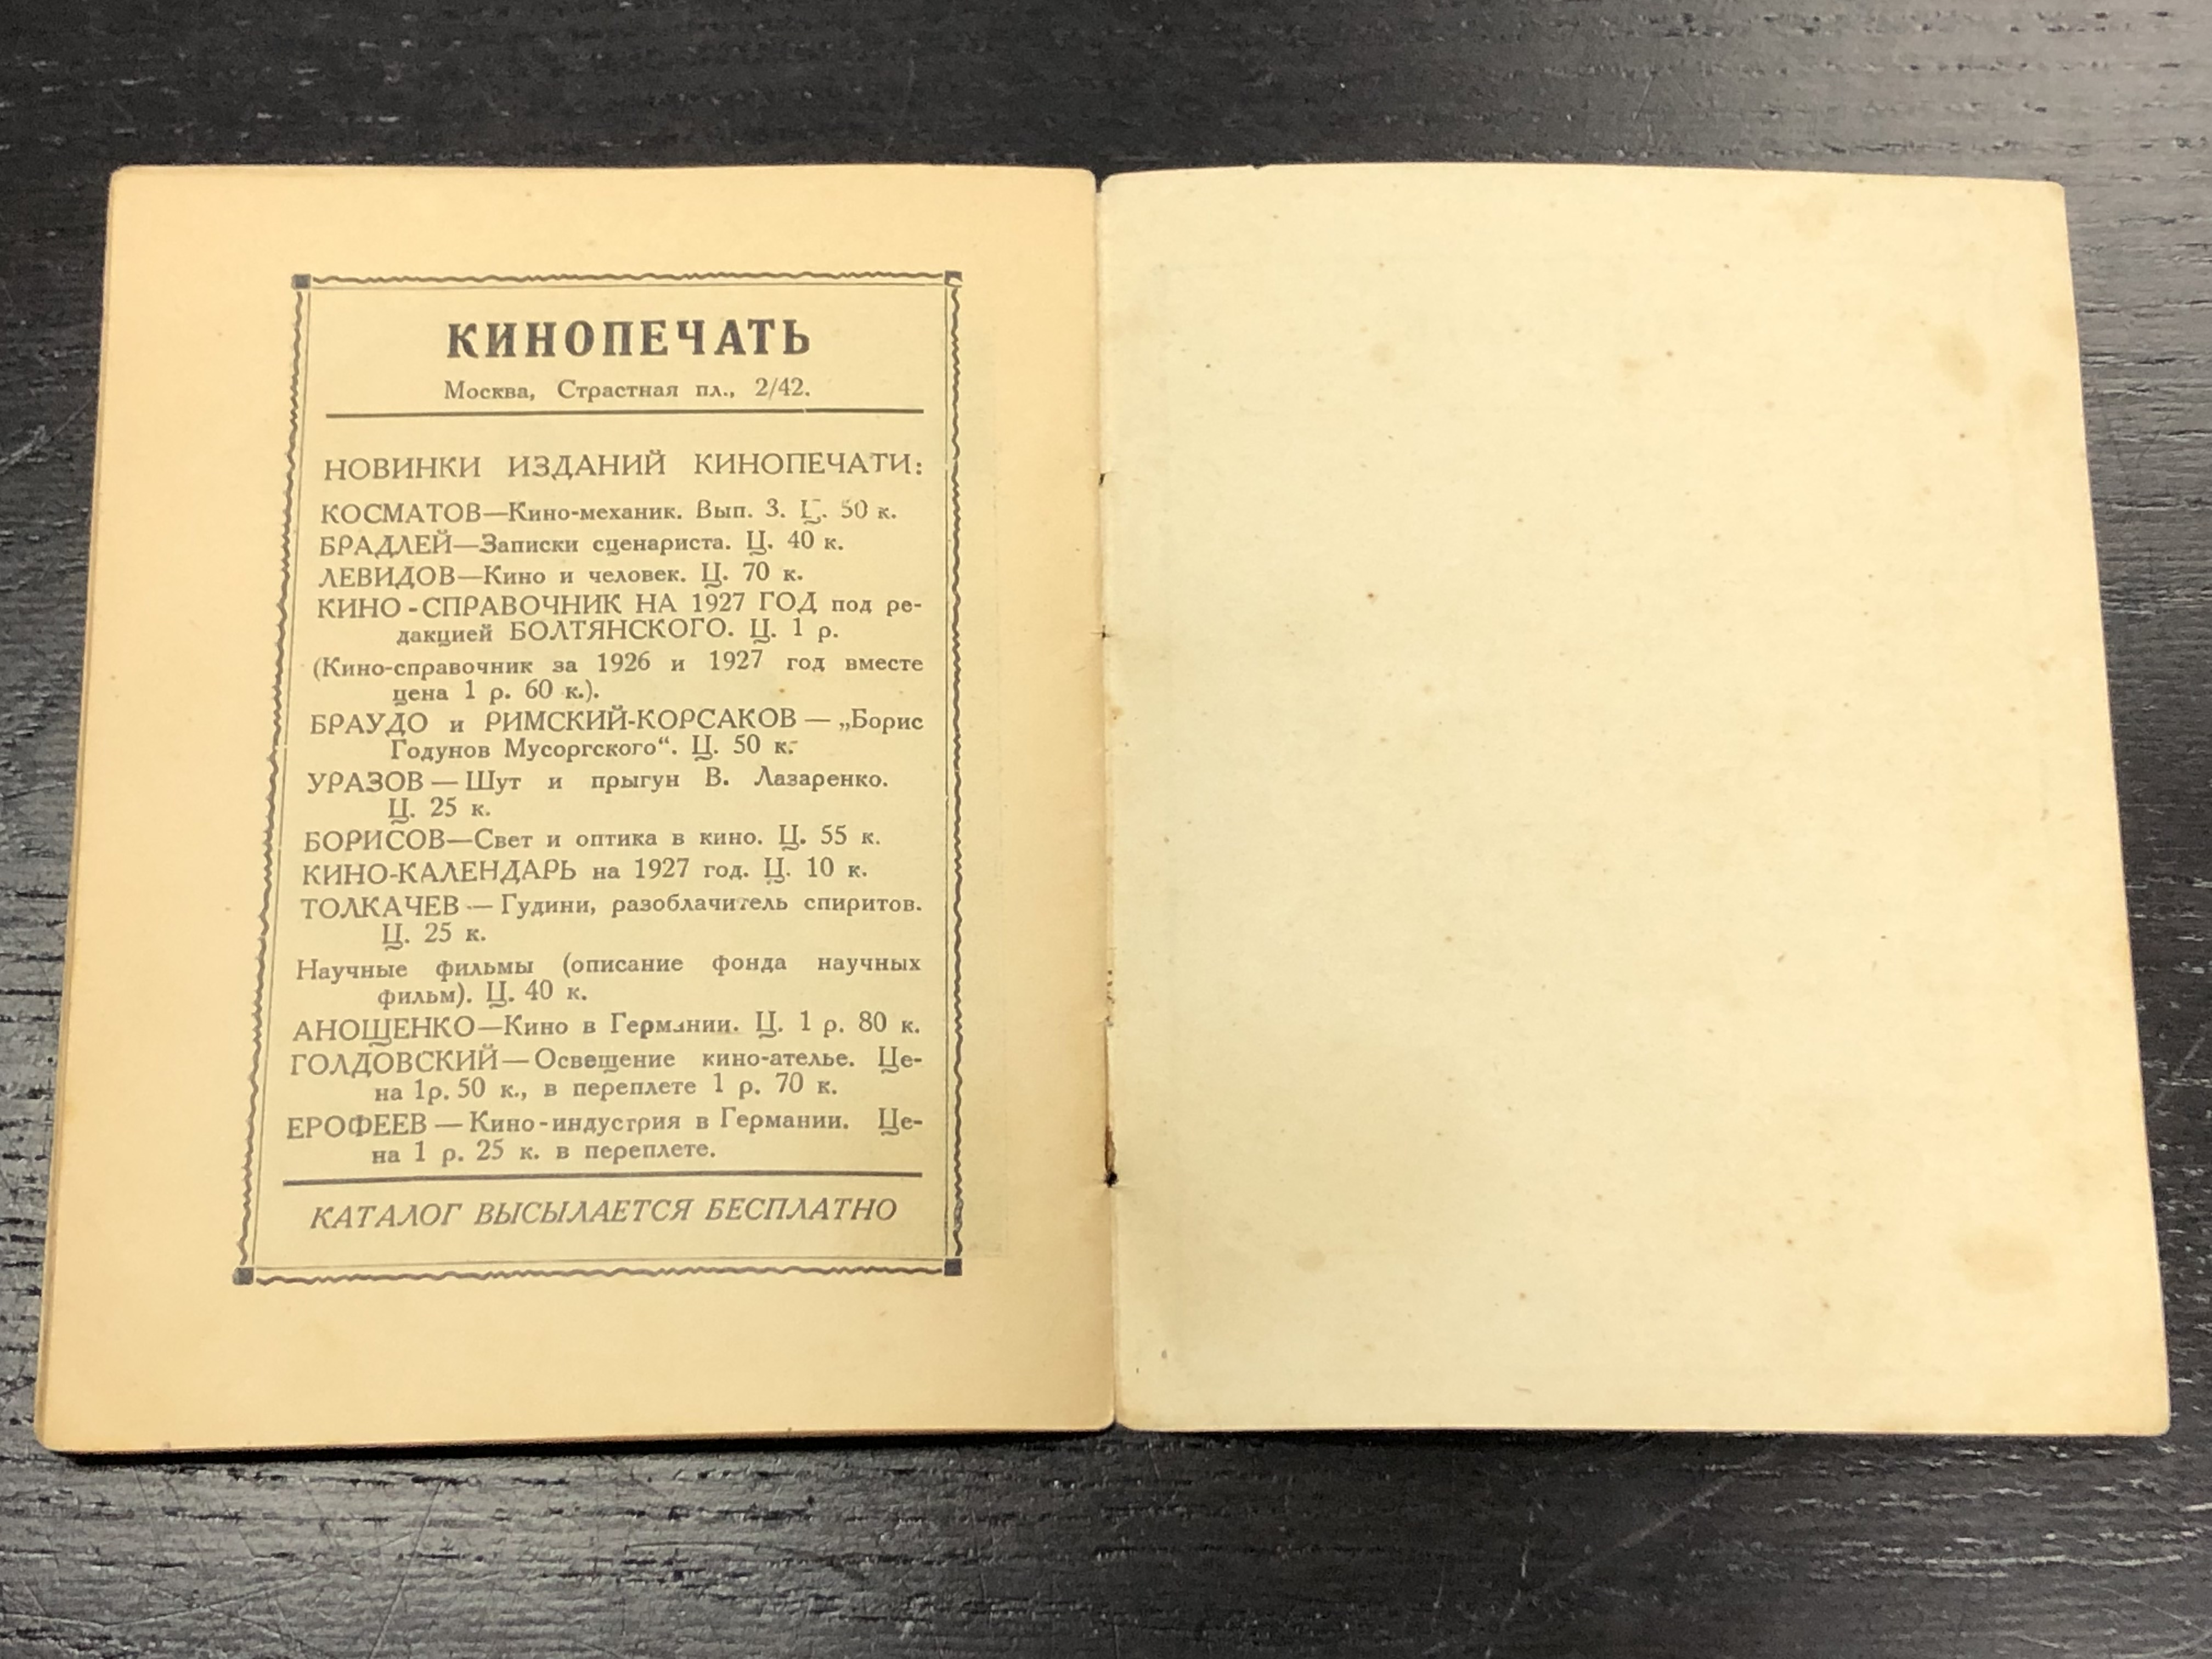 КИНОПЕЧАТЬ
Москва, Страстная пл., 2/42.
НОВИНКИ ИЗДАНИЙ КИНОПЕЧАТИ:
КОСМАТОВ—Кино-механик. Вып. 3. Ц. 50 к.
БРАДЛЕЙ—Записки сценариста. Ц. 40 к.
ЛЕВИДОВ—Кино и человек. Ц. 70 к.
КИНО-СПРАВОЧНИК НА 1927 ГОД под ре-
дакцией БОЛТЯНСКОГО. Ц. 1 р.
(Кино-справочник за 1926 и 1927 год вместе
цена 1 р. 60 к.).
БРАУДО и РИМСКИЙ-КОРСАКОВ — „Борис
Годунов Мусоргского“. Ц. 50 к.
УРАЗОВ — Шут и прыгун В. Лазаренко.
Ц. 25 к.
БОРИСОВ—Свет и оптика в кино. Ц. 55 к.
КИНО-КАЛЕНДАРЬ на 1927 год. Ц. 10 к.
ТОЛКАЧЕВ — Гудини, разоблачитель спиритов.
Ц. 25 к.
Научные фильмы (описание фонда научных
фильм). Ц. 40 к.
АНОЩЕНКО—Кино в Германии. Ц. 1 р. 80 к.
ГОЛДОВСКИЙ — Освещение кино-ателье. Це-
на 1р. 50 к., в переплете 1 р. 70 к.
ЕРОФЕЕВ — Кино-индустрия в Германии. Це-
на 1 р. 25 к. в переплете.
КАТАЛОГ ВЫСЫЛАЕТСЯ БЕСПЛАТНО